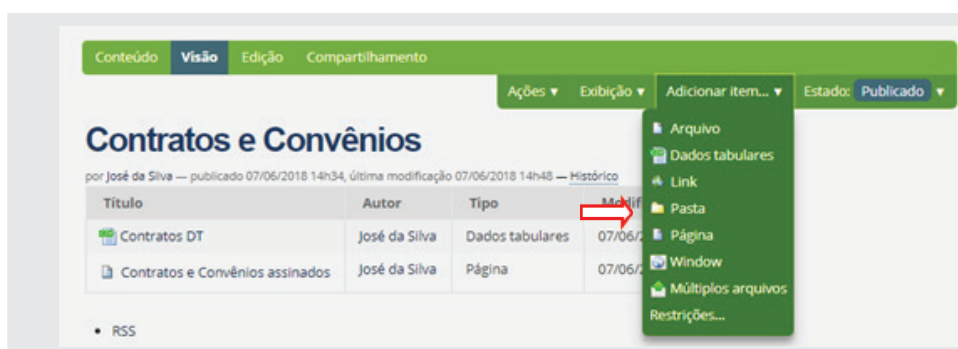 Conteúdo Visão Edição Compartilhamento
Ações ▼ Exibição ▼ Adicionar item... ▼ Estado: Publicado ▼
Contratos e Convênios
por José da Silva — publicado 07/06/2018 14h34, última modificação 07/06/2018 14h48 — Histórico
Título Autor Tipo
Contratos DT José da Silva Dados tabulares 07/06/
Contratos e Convênios assinados José da Silva Página 07/06/
RSS
Arquivo
Dados tabulares
Link
Pasta
Página
Window
Múltiplos arquivos
Restrições...